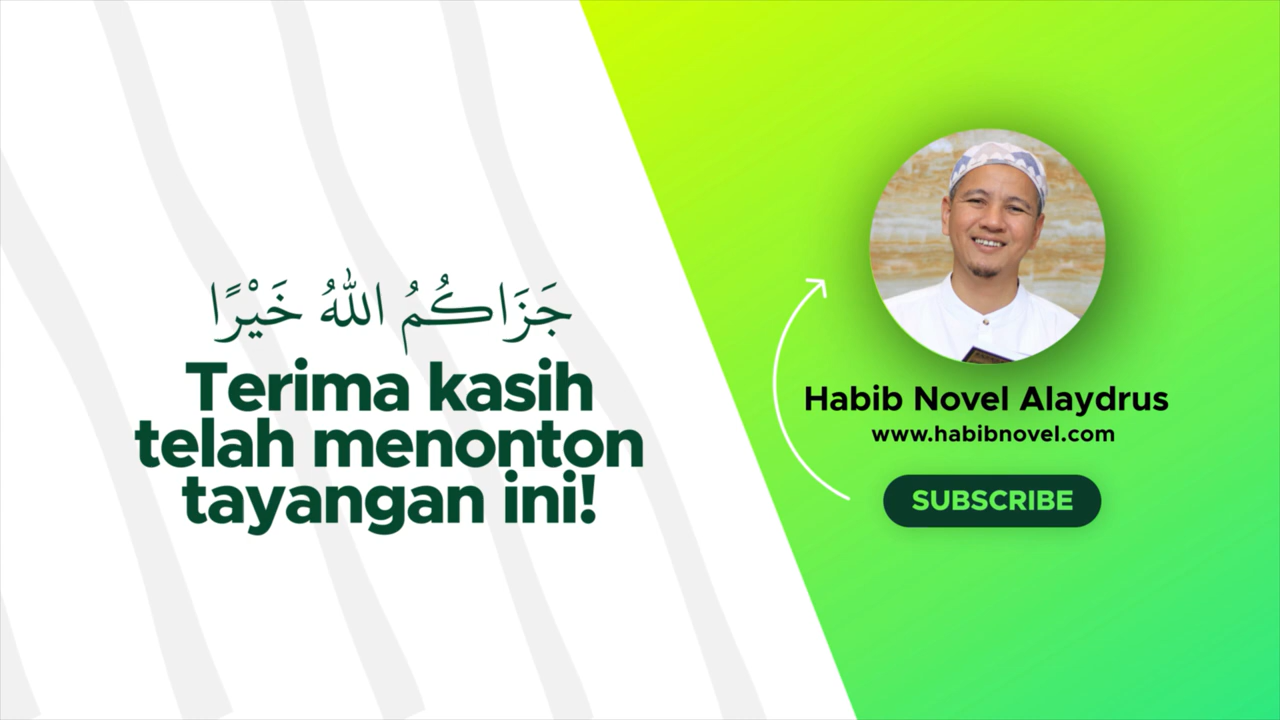 جَزَاكُمُ اللهُ خَيْرًا
Terima kasih
telah menonton
tayangan ini!
Habib Novel Alaydrus
www.habibnovel.com
SUBSCRIBE